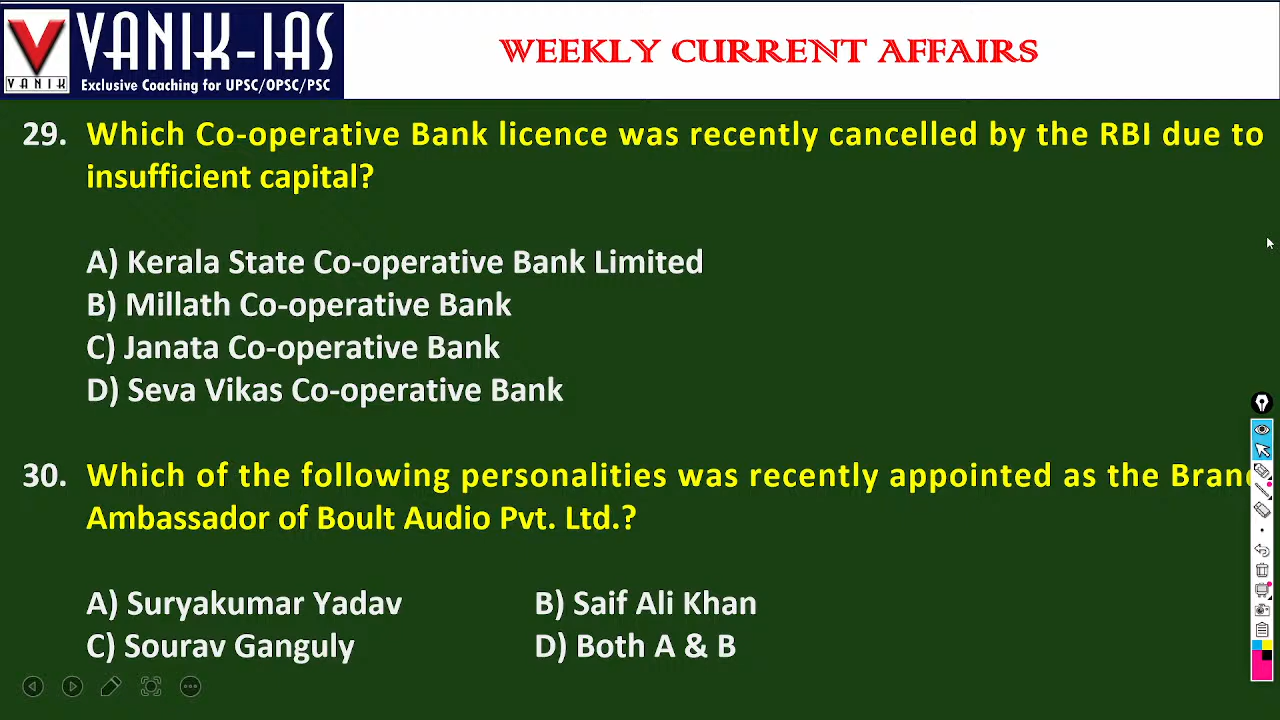 VANIK-IAS
VANIK
Exclusive Coaching for UPSC/OPSC/PSC
WEEKLY CURRENT AFFAIRS
29. Which Co-operative Bank licence was recently cancelled by the RBI due to
insufficient capital?
A) Kerala State Co-operative Bank Limited
B) Millath Co-operative Bank
C) Janata Co-operative Bank
D) Seva Vikas Co-operative Bank
30. Which of the following personalities was recently appointed as the Brand
Ambassador of Boult Audio Pvt. Ltd.?
A) Suryakumar Yadav B) Saif Ali Khan
C) Sourav Ganguly D) Both A & B